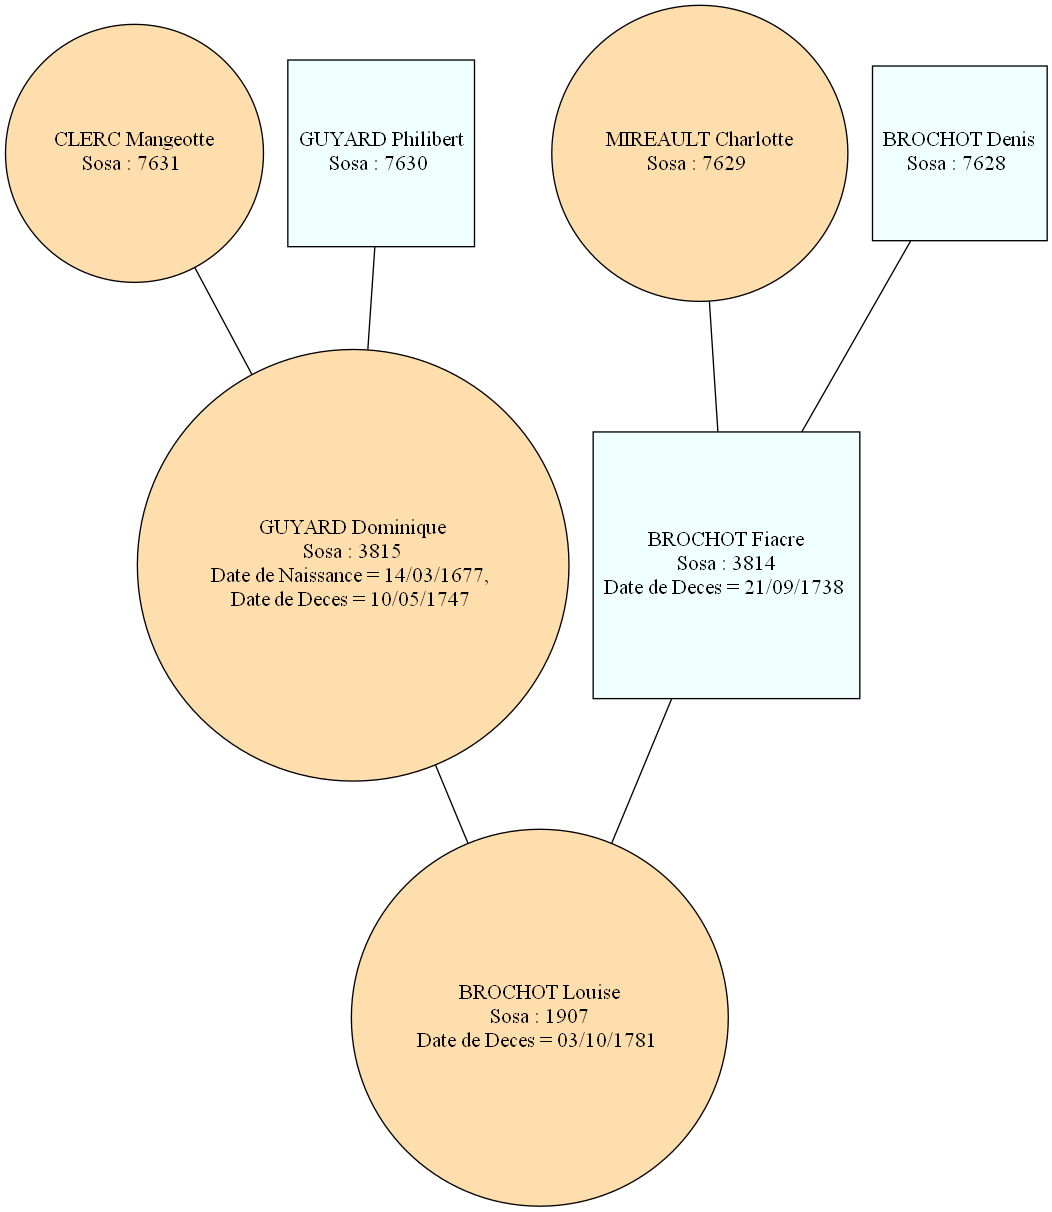 CLERC Mangeotte
Sosa : 7631
GUYARD Philibert
Sosa : 7630
MIREAULT Charlotte
Sosa : 7629
BROCHOT Denis
Sosa : 7628
GUYARD Dominique
Sosa : 3815
Date de Naissance = 14/03/1677,
Date de Deces = 10/05/1747
BROCHOT Fiacre
Sosa : 3814
Date de Deces = 21/09/1738
BROCHOT Louise
Sosa : 1907
Date de Deces = 03/10/1781